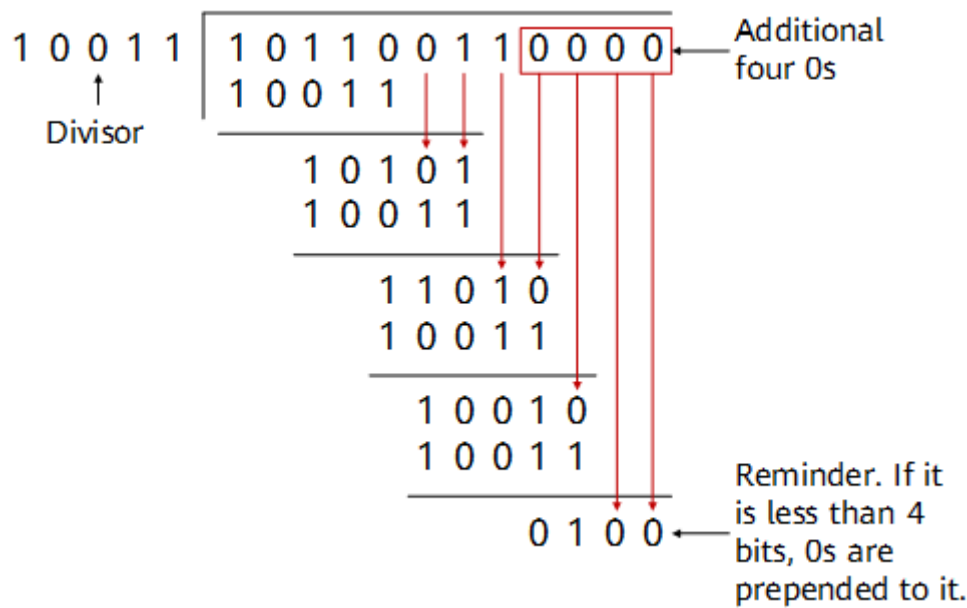 1 0 0 1 1
1 0 1 1 0 0 1 1 0 0 0 0
Additional
four 0s
1 0 0 1 1
Divisor
1 0 1 0 1
1 0 0 1 1
1 1 0 1 0
1 0 0 1 1
1 0 0 1 0
1 0 0 1 1
0 1 0 0
Reminder. If it
is less than 4
bits, 0s are
prepended to it.